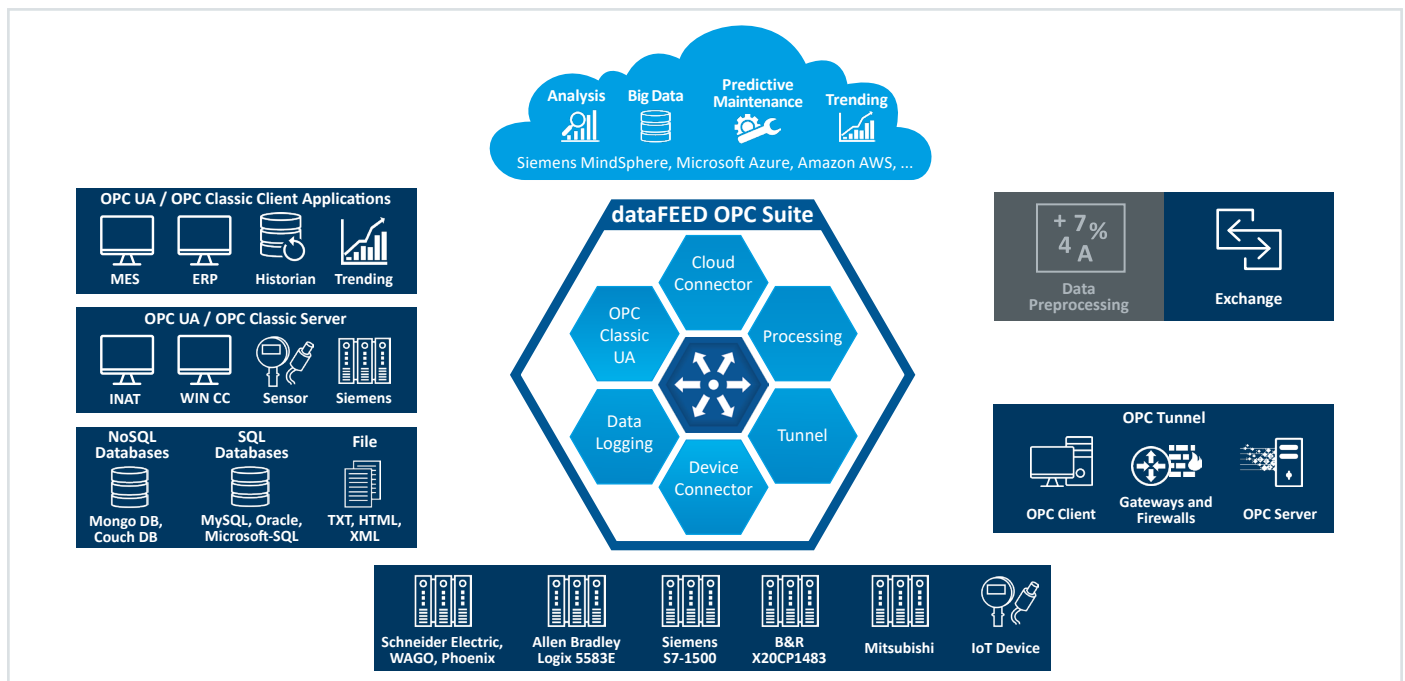 Analysis
Big Data
Predictive
Maintenance
Trending
Siemens MindSphere, Microsoft Azure, Amazon AWS, ...
OPC UA / OPC Classic Client Applications
MES
ERP
Historian
Trending
OPC UA / OPC Classic Server
INAT
WIN CC
Sensor
Siemens
NoSQL
Databases
Mongo DB,
Couch DB
SQL
Databases
MySQL, Oracle,
Microsoft-SQL
File
TXT, HTML,
XML
dataFEED OPC Suite
Cloud
Connector
OPC
Classic
UA
Processing
Data
Logging
Tunnel
Device
Connector
+ 7%
4 A
Data
Preprocessing
Exchange
OPC Tunnel
OPC Client
Gateways and
Firewalls
OPC Server
Schneider Electric,
WAGO, Phoenix
Allen Bradley
Logix 5583E
Siemens
S7-1500
B&R
X20CP1483
Mitsubishi
IoT Device